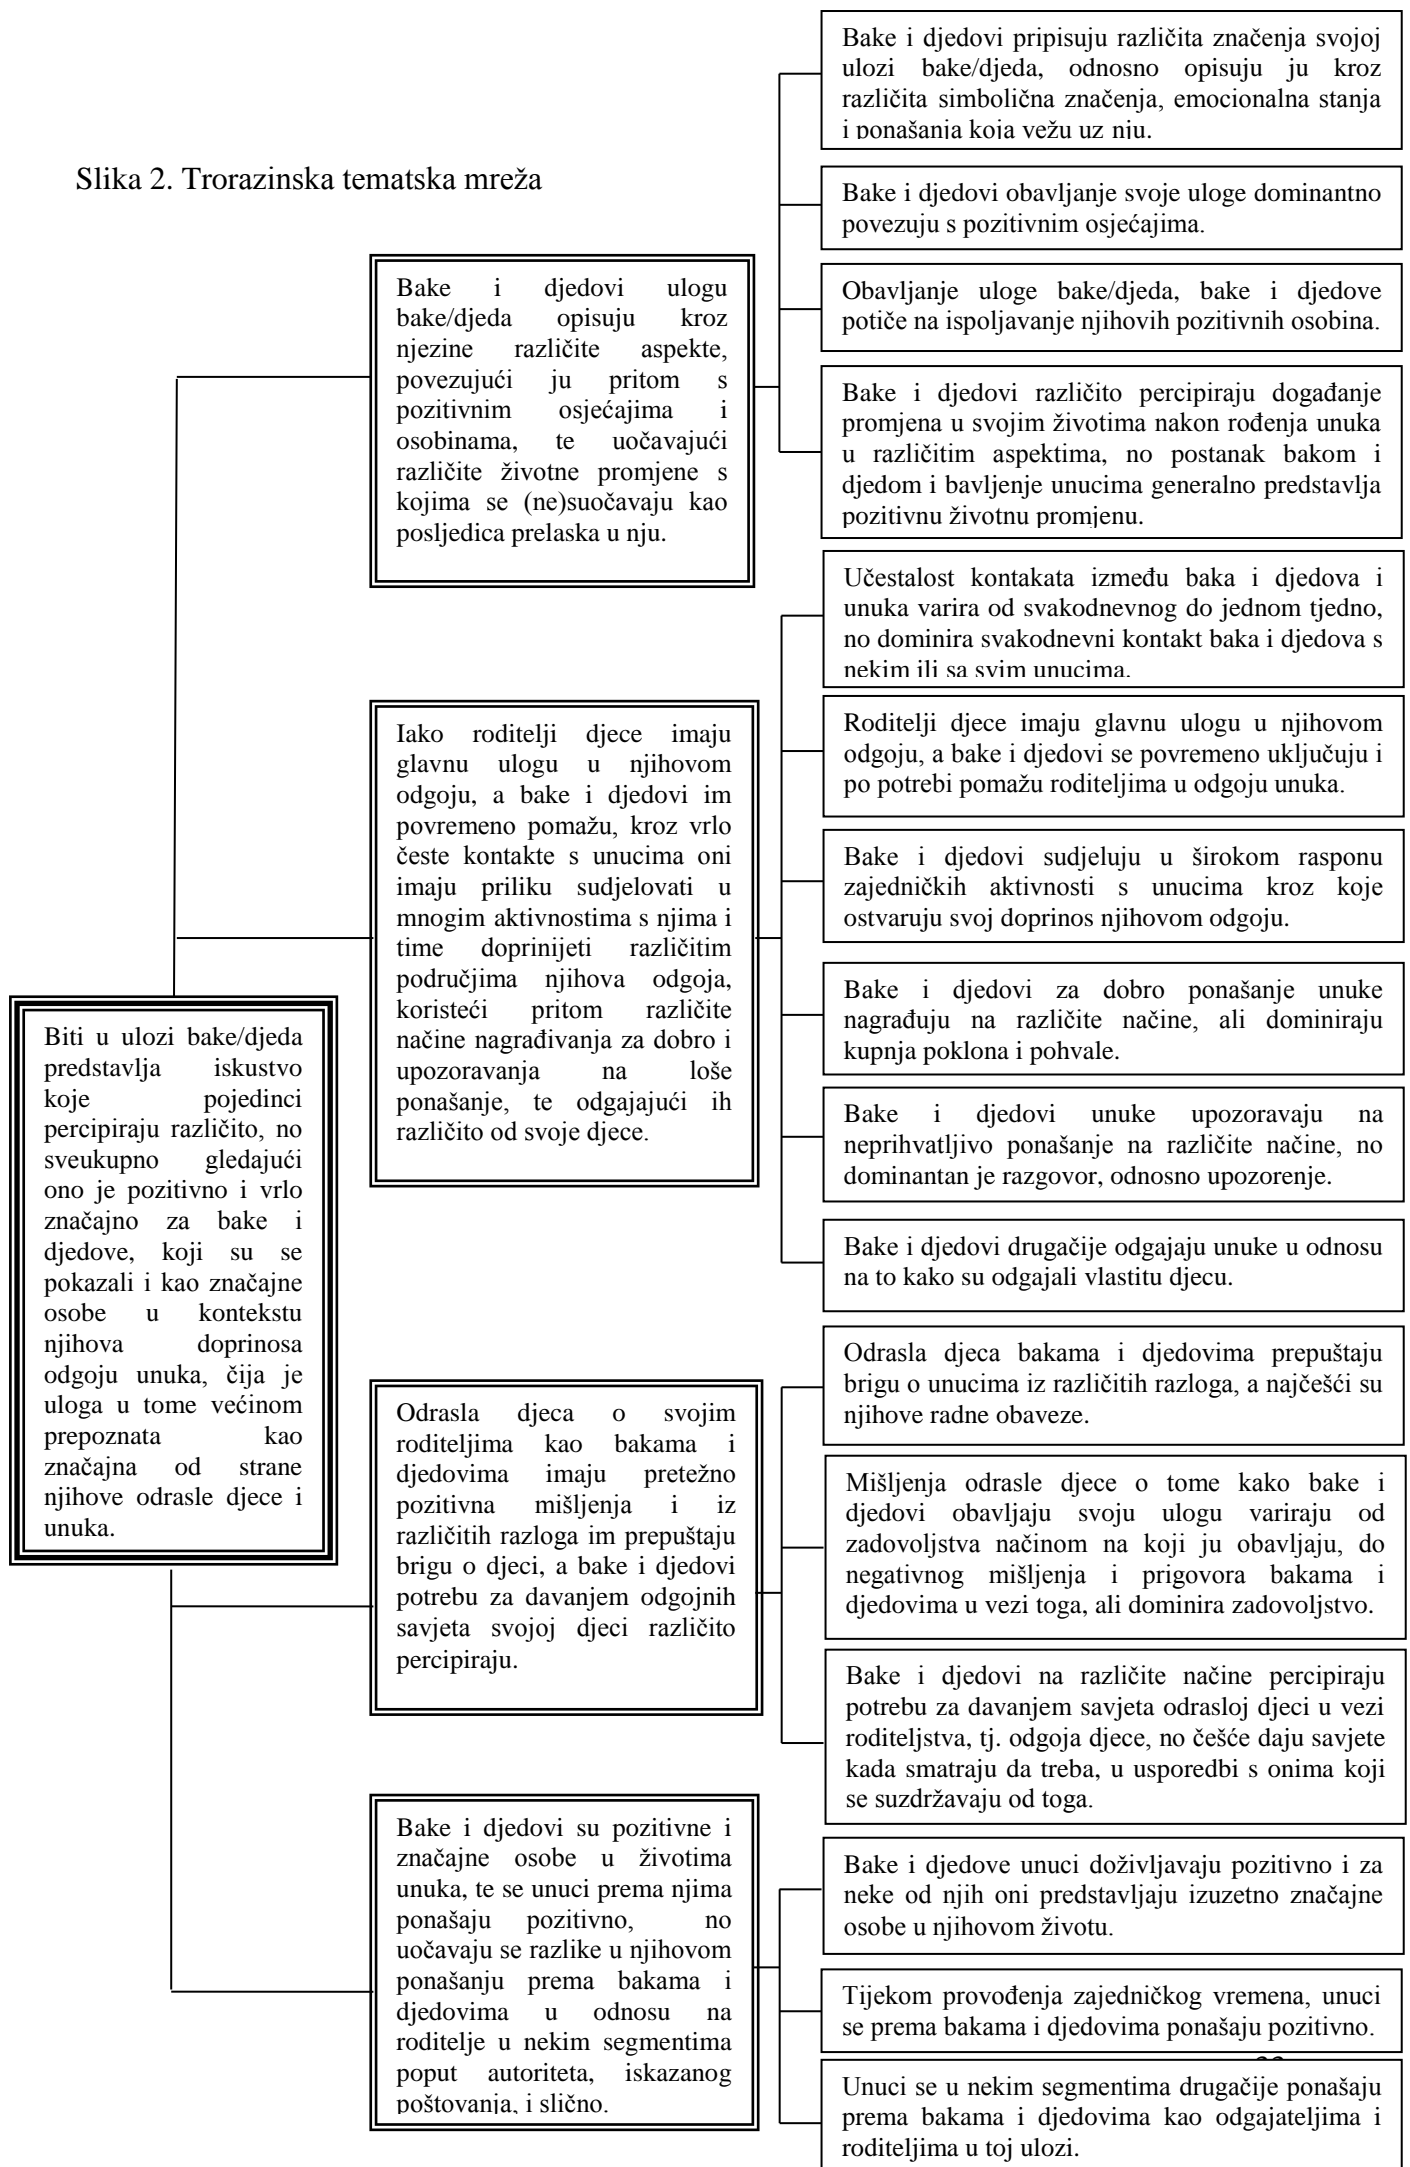 Slika 2. Trorazinska tematska mreža
Biti u ulozi bake/djeda
predstavlja iskustvo
koje pojedinci
percipiraju različito, no
sveukupno gledajući
ono je pozitivno i vrlo
značajno za bake i
djedove, koji su se
pokazali i kao značajne
osobe u kontekstu
njihova doprinosa
odgoju unuka, čija je
uloga u tome većinom
prepoznata kao
značajna od strane
njihove odrasle djece i
unuka.
Bake i djedovi ulogu
bake/djeda opisuju kroz
njezine različite aspekte,
povezujući ju pritom s
pozitivnim osjećajima i
osobinama, te uočavajući
različite životne promjene s
kojima se (ne)suočavaju kao
posljedica prelaska u nju.
Bake i djedovi pripisuju različita značenja svojoj
ulozi bake/djeda, odnosno opisuju ju kroz
različita simbolična značenja, emocionalna stanja
i ponašanja koja vežu uz nju.
Bake i djedovi obavljanje svoje uloge dominantno
povezuju s pozitivnim osjećajima.
Obavljanje uloge bake/djeda, bake i djedove
potiče na ispoljavanje njihovih pozitivnih osobina.
Bake i djedovi različito percipiraju događanje
promjena u svojim životima nakon rođenja unuka
u različitim aspektima, no postanak bakom i
djedom i bavljenje unucima generalno predstavlja
pozitivnu životnu promjenu.
Iako roditelji djece imaju
glavnu ulogu u njihovom
odgoju, a bake i djedovi im
povremeno pomažu, kroz vrlo
česte kontakte s unucima oni
imaju priliku sudjelovati u
mnogim aktivnostima s njima i
time doprinijeti različitim
područjima njihova odgoja,
koristeći pritom različite
načine nagrađivanja za dobro i
upozoravanja na loše
ponašanje, te odgajajući ih
različito od svoje djece.
Učestalost kontakata između baka i djedova i
unuka varira od svakodnevnog do jednom tjedno,
no dominira svakodnevni kontakt baka i djedova s
nekim ili sa svim unucima.
Roditelji djece imaju glavnu ulogu u njihovom
odgoju, a bake i djedovi se povremeno uključuju i
po potrebi pomažu roditeljima u odgoju unuka.
Bake i djedovi sudjeluju u širokom rasponu
zajedničkih aktivnosti s unucima kroz koje
ostvaruju svoj doprinos njihovom odgoju.
Bake i djedovi za dobro ponašanje unuke
nagrađuju na različite načine, ali dominiraju
kupnja poklona i pohvale.
Bake i djedovi unuke upozoravaju na
neprihvatljivo ponašanje na različite načine, no
dominantan je razgovor, odnosno upozorenje.
Bake i djedovi drugačije odgajaju unuke u odnosu
na to kako su odgajali vlastitu djecu.
Odrasla djeca o svojim
roditeljima kao bakama i
djedovima imaju pretežno
pozitivna mišljenja i iz
različitih razloga im prepuštaju
brigu o djeci, a bake i djedovi
potrebu za davanjem odgojnih
savjeta svojoj djeci različito
percipiraju.
Odrasla djeca bakama i djedovima prepuštaju
brigu o unucima iz različitih razloga, a najčešći su
njihove radne obaveze.
Mišljenja odrasle djece o tome kako bake i
djedovi obavljaju svoju ulogu variraju od
zadovoljstva načinom na koji ju obavljaju, do
negativnog mišljenja i prigovora bakama i
djedovima u vezi toga, ali dominira zadovoljstvo.
Bake i djedovi na različite načine percipiraju
potrebu za davanjem savjeta odrasloj djeci u vezi
roditeljstva, tj. odgoja djece, no češće daju savjete
kada smatraju da treba, u usporedbi s onima koji
se suzdržavaju od toga.
Bake i djedovi su pozitivne i
značajne osobe u životima
unuka, te se unuci prema njima
ponašaju pozitivno, no
uočavaju se razlike u njihovom
ponašanju prema bakama i
djedovima u odnosu na
roditelje u nekim segmentima
poput autoriteta, iskazanog
poštovanja, i slično.
Bake i djedove unuci doživljavaju pozitivno i za
neke od njih oni predstavljaju izuzetno značajne
osobe u njihovom životu.
Tijekom provođenja zajedničkog vremena, unuci
se prema bakama i djedovima ponašaju pozitivno.
Unuci se u nekim segmentima drugačije ponašaju
prema bakama i djedovima kao odgajateljima i
roditeljima u toj ulozi.